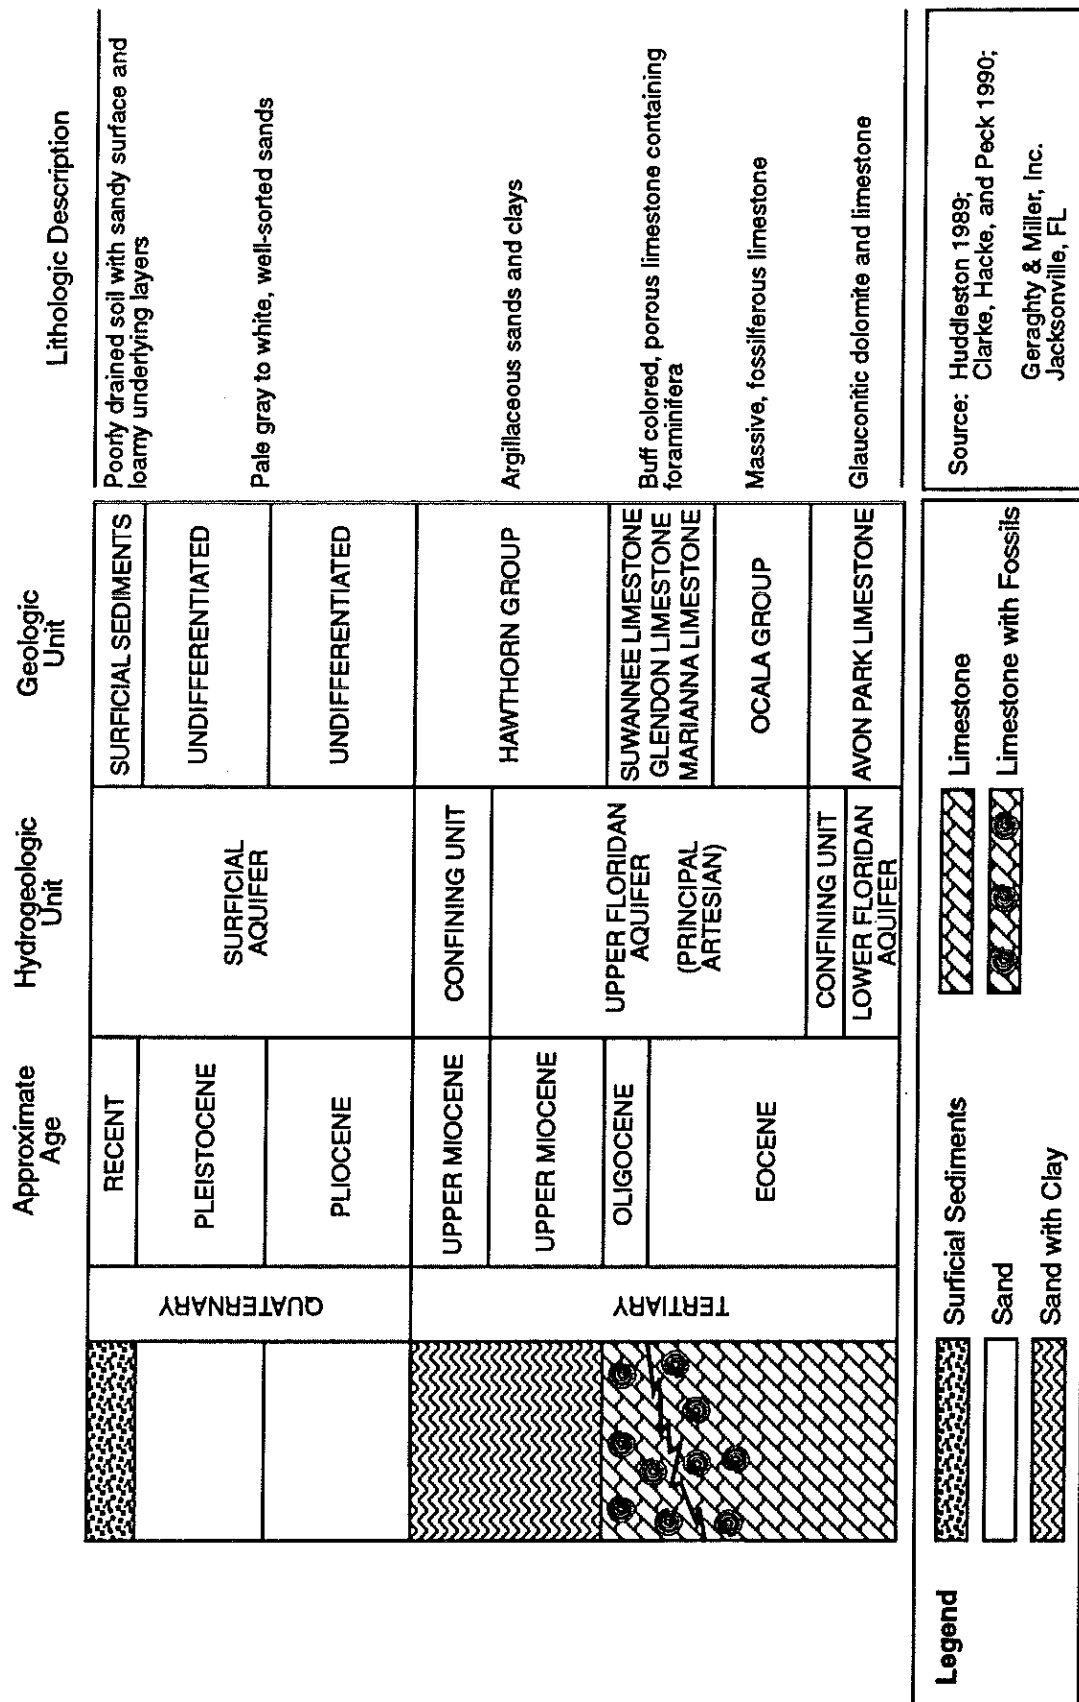 Approximate
Age
Hydrogeologic
Unit
Geologic
Unit
Lithologic Description
QUATERNARY
TERTIARY
RECENT
PLEISTOCENE
PLIOCENE
UPPER MIOCENE
UPPER MIOCENE
OLIGOCENE
EOCENE
SURFICIAL
AQUIFER
CONFINING UNIT
UPPER FLORIDAN
AQUIFER
(PRINCIPAL
ARTESIAN)
CONFINING UNIT
LOWER FLORIDAN
AQUIFER
SURFICIAL SEDIMENTS
UNDIFFERENTIATED
UNDIFFERENTIATED
HAWTHORN GROUP
SUWANNEE LIMESTONE
GLENDON LIMESTONE
MARIANNA LIMESTONE
OCALA GROUP
AVON PARK LIMESTONE
Poorly drained soil with sandy surface and
loamy underlying layers
Pale gray to white, well-sorted sands
Argillaceous sands and clays
Buff colored, porous limestone containing
foraminifera
Massive, fossilferous limestone
Glauconitic dolomite and limestone
Legend
Surficial Sediments
Sand
Sand with Clay
Limestone
Limestone with Fossils
Source: Huddleston 1989;
Clarke, Hacke, and Peck 1990;
Geraghty & Miller, Inc.
Jacksonville, FL